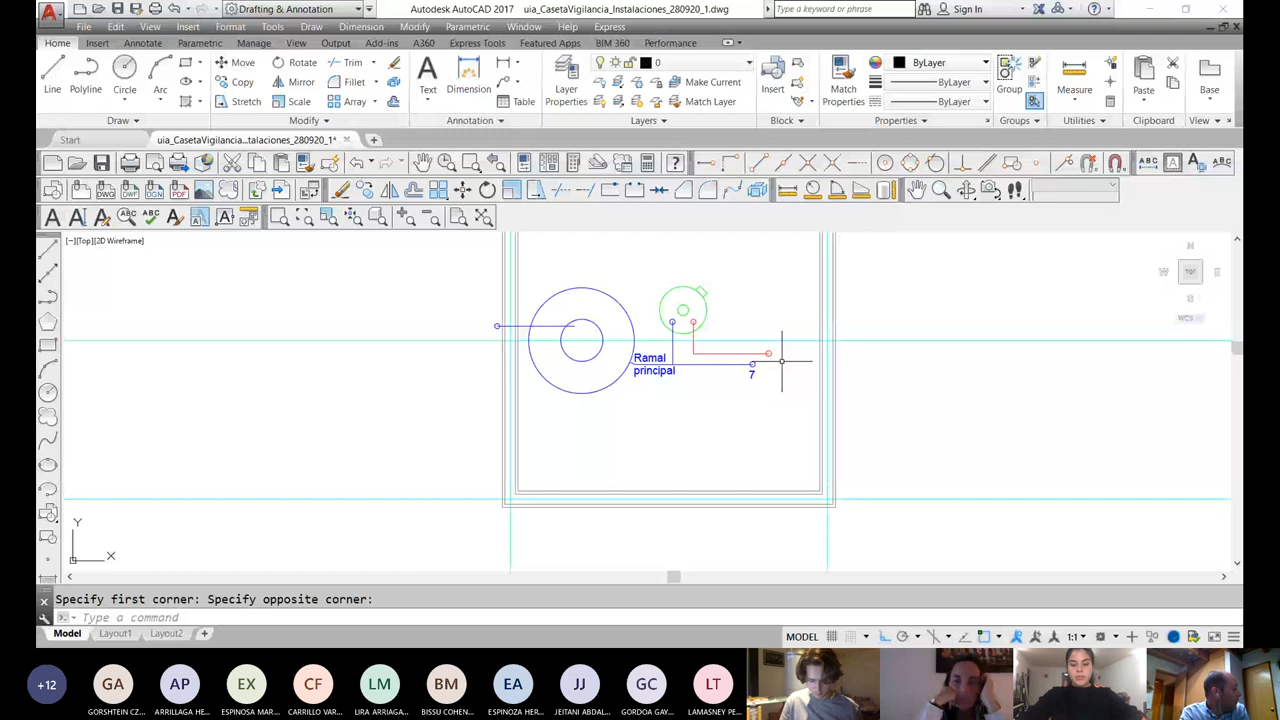 Drafting & Annotation
Autodesk AutoCAD 2017 uia_CasetaVigilancia_Instalaciones_280920_1.dwg
Type a keyword or phrase
Sign In
File Edit View Insert Format Tools Draw Dimension Modify Parametric Window Help Express
Home Insert Annotate Parametric Manage View Output Add-ins A360 Express Tools Featured Apps BIM 360 Performance
Line Polyline Circle Arc
Move Rotate Trim
Copy Mirror Fillet
Stretch Scale Array
Text Dimension
Table
Layer Properties
0
Make Current
Match Layer
Insert
Match Properties
ByLayer
ByLayer
ByLayer
Group
Measure
Paste
Base
Draw Modify Annotation Layers Block Properties Groups Utilities Clipboard View
Start uia_CasetaVigilancia_Ins...talaciones_280920_1*
[−][Top][2D Wireframe]
N
W TOP E
S
WCS
Ramal
principal
7
Y
X
Specify first corner: Specify opposite corner:
Type a command
Model Layout1 Layout2
MODEL 1:1
+12 GA AP EX CF LM BM EA JJ GC LT
GORSHTEIN CZ... ARRILLAGA HE... ESPINOSA MAR... CARRILLO VAR... LIRA ARRIAGA... BISSU COHEN... ESPINOZA HER... JEITANI ABDAL... GORDOA GAY... LAMASNEY PE...